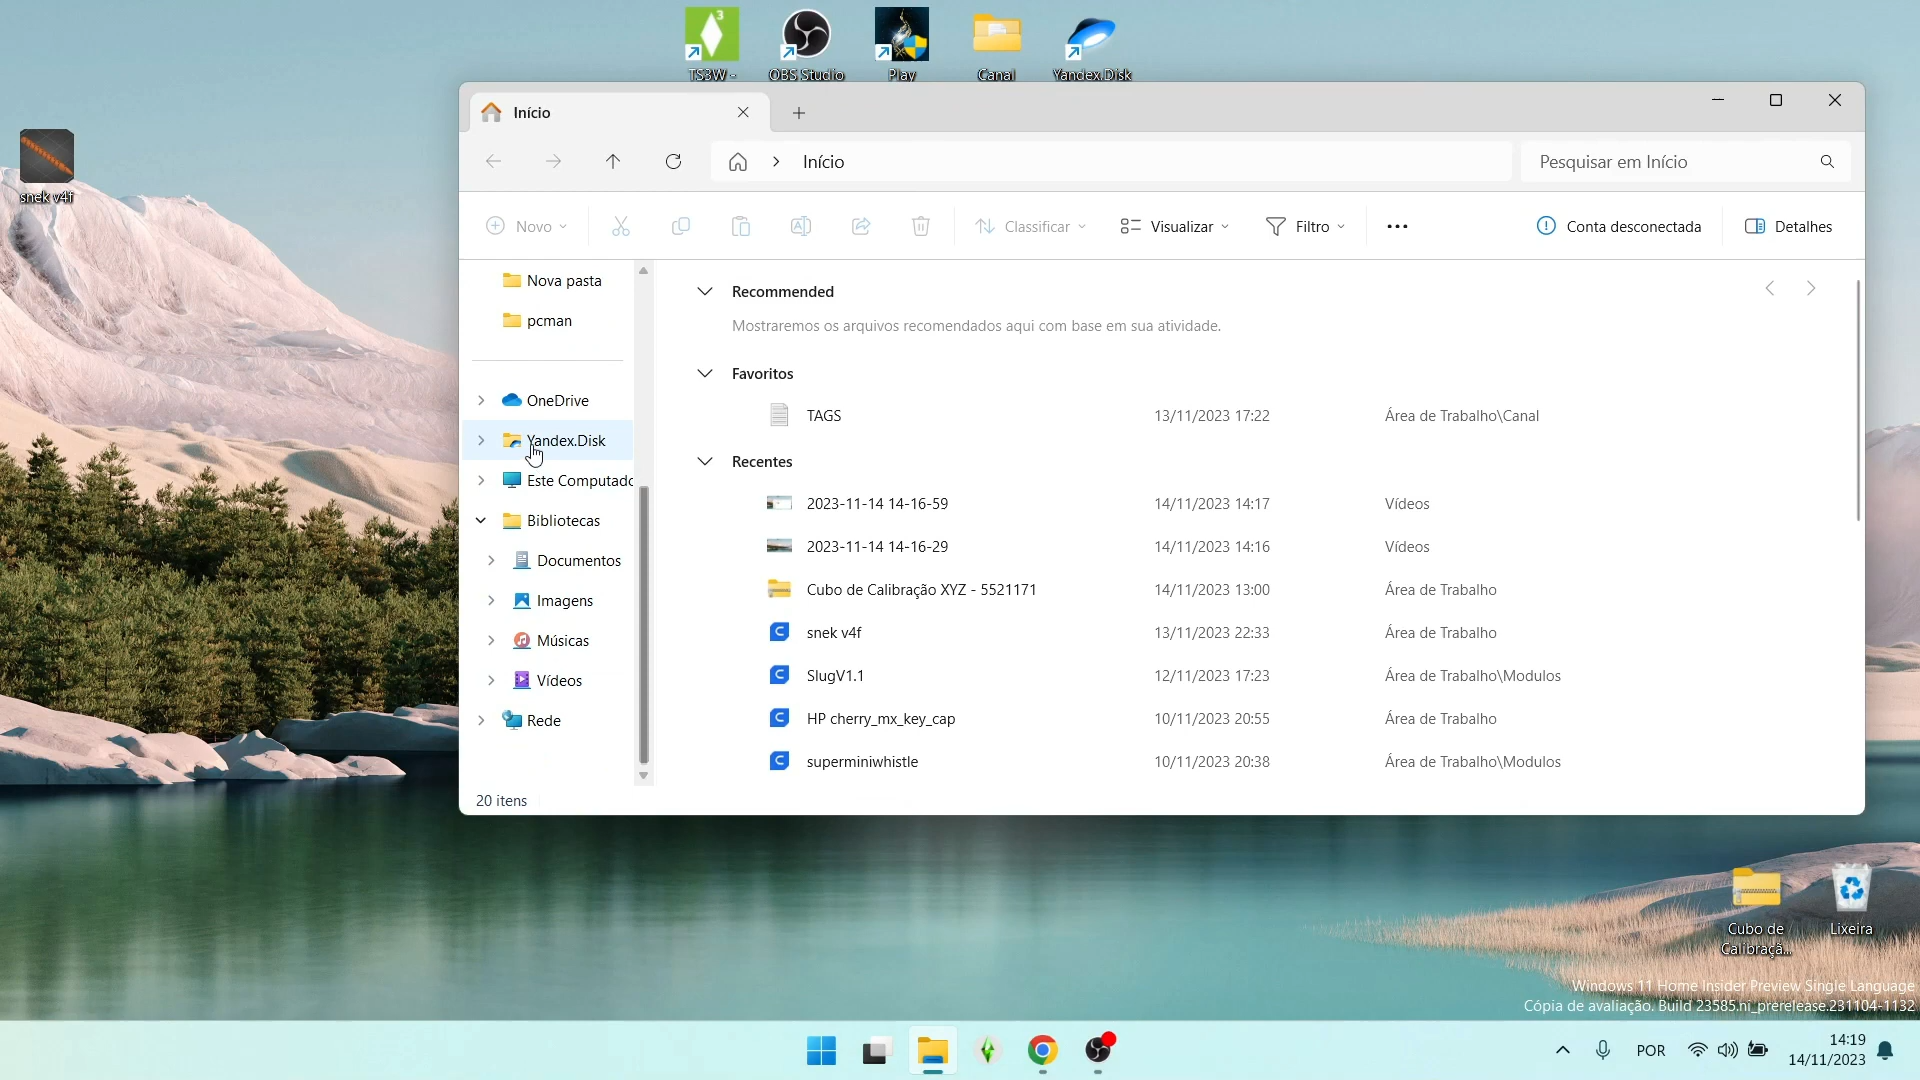 TS3W -
OBS Studio
Play
Canal
Yandex.Disk
snek v4f
Início
Início
Pesquisar em Início
Novo
Classificar
Visualizar
Filtro
Conta desconectada
Detalhes
Nova pasta
pcman
OneDrive
Yandex.Disk
Este Computado
Bibliotecas
Documentos
Imagens
Músicas
Vídeos
Rede
Recommended
Mostraremos os arquivos recomendados aqui com base em sua atividade.
Favoritos
TAGS 13/11/2023 17:22 Área de Trabalho\Canal
Recentes
2023-11-14 14-16-59 14/11/2023 14:17 Vídeos
2023-11-14 14-16-29 14/11/2023 14:16 Vídeos
Cubo de Calibração XYZ - 5521171 14/11/2023 13:00 Área de Trabalho
snek v4f 13/11/2023 22:33 Área de Trabalho
SlugV1.1 12/11/2023 17:23 Área de Trabalho\Modulos
HP cherry_mx_key_cap 10/11/2023 20:55 Área de Trabalho
superminiwhistle 10/11/2023 20:38 Área de Trabalho\Modulos
20 itens
Cubo de
Calibraçã...
Lixeira
Windows 11 Home Insider Preview Single Language
Cópia de avaliação. Build 23585.ni_prerelease.231104-1132
POR
14:19
14/11/2023